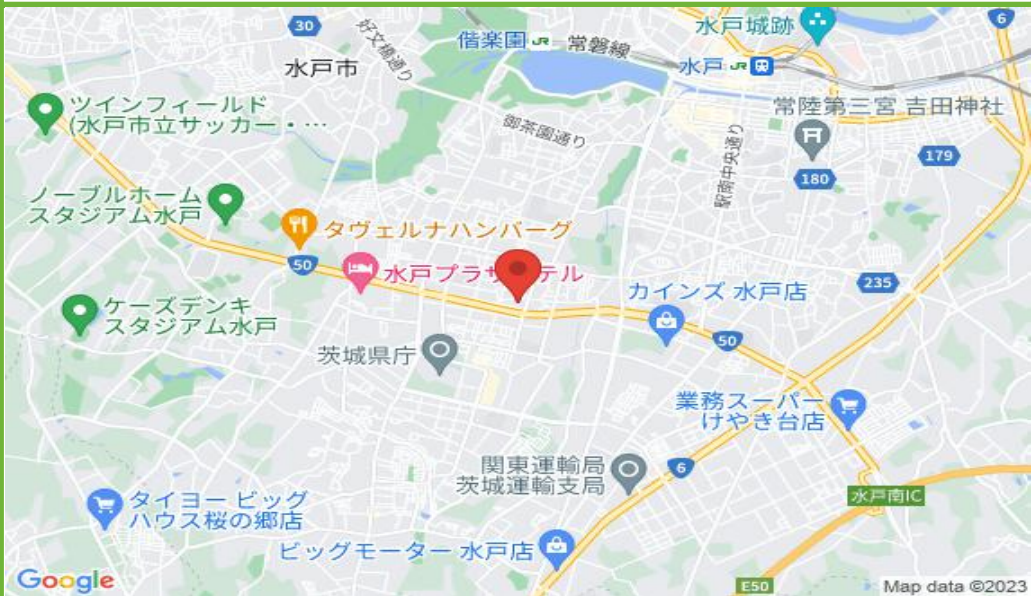 30
好文橋通り
偕楽園 JR
常磐線
水戸城跡
6
水戸市
水戸 JR
ツインフィールド
(水戸市立サッカー・…
御茶園通り
常陸第三宮 吉田神社
駅南中央通り
179
180
ノーブルホーム
スタジアム水戸
タヴェルナハンバーグ
50
水戸プラザ
テル
235
カインズ 水戸店
ケーズデンキ
スタジアム水戸
50
茨城県庁
業務スーパー
けやき台店
関東運輸局
茨城運輸支局
6
水戸南IC
タイヨー ビッグ
ハウス桜の郷店
ビッグモーター 水戸店
Google
E50
Map data ©2023